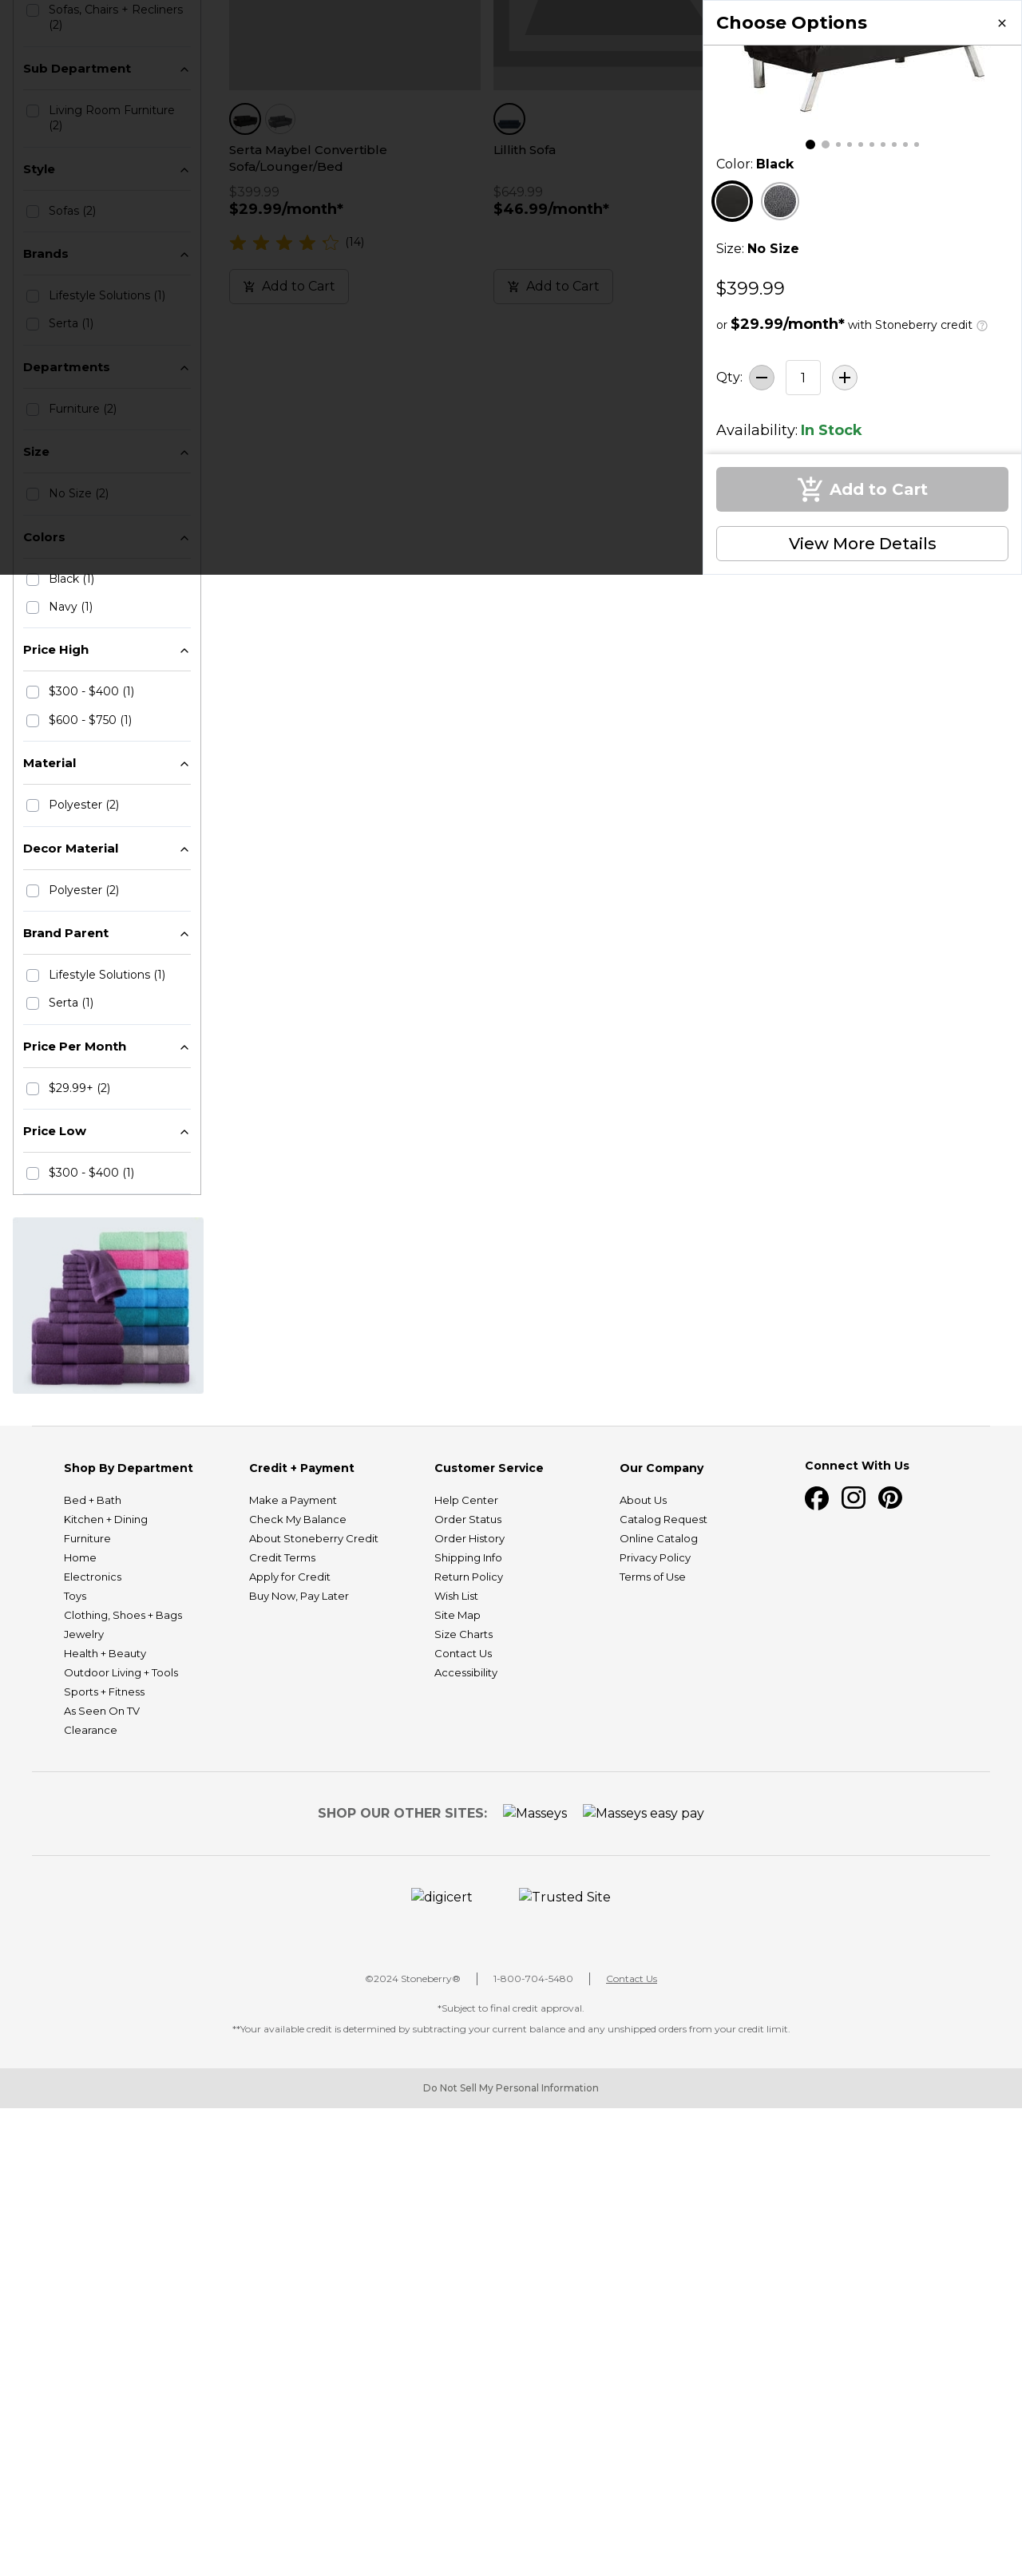 Sofas, Chairs + Recliners
(2)
Sub Department
Living Room Furniture
(2)
Style
Sofas (2)
Brands
Lifestyle Solutions (1)
Serta (1)
Departments
Furniture (2)
Size
No Size (2)
Colors
Black (1)
Navy (1)
Price High
$300 - $400 (1)
$600 - $750 (1)
Material
Polyester (2)
Decor Material
Polyester (2)
Brand Parent
Lifestyle Solutions (1)
Serta (1)
Price Per Month
$29.99+ (2)
Price Low
$300 - $400 (1)
Serta Maybel Convertible
Sofa/Lounger/Bed
$399.99
$29.99/month*
(14)
Add to Cart
Lillith Sofa
$649.99
$46.99/month*
Add to Cart
Choose Options
×
Color: Black
Size: No Size
$399.99
or $29.99/month* with Stoneberry credit ?
Qty: − 1 +
Availability: In Stock
Add to Cart
View More Details
Shop By Department
Bed + Bath
Kitchen + Dining
Furniture
Home
Electronics
Toys
Clothing, Shoes + Bags
Jewelry
Health + Beauty
Outdoor Living + Tools
Sports + Fitness
As Seen On TV
Clearance
Credit + Payment
Make a Payment
Check My Balance
About Stoneberry Credit
Credit Terms
Apply for Credit
Buy Now, Pay Later
Customer Service
Help Center
Order Status
Order History
Shipping Info
Return Policy
Wish List
Site Map
Size Charts
Contact Us
Accessibility
Our Company
About Us
Catalog Request
Online Catalog
Privacy Policy
Terms of Use
Connect With Us
SHOP OUR OTHER SITES: Masseys Masseys easy pay
digicert Trusted Site
©2024 Stoneberry® 1-800-704-5480 Contact Us
*Subject to final credit approval.
**Your available credit is determined by subtracting your current balance and any unshipped orders from your credit limit.
Do Not Sell My Personal Information